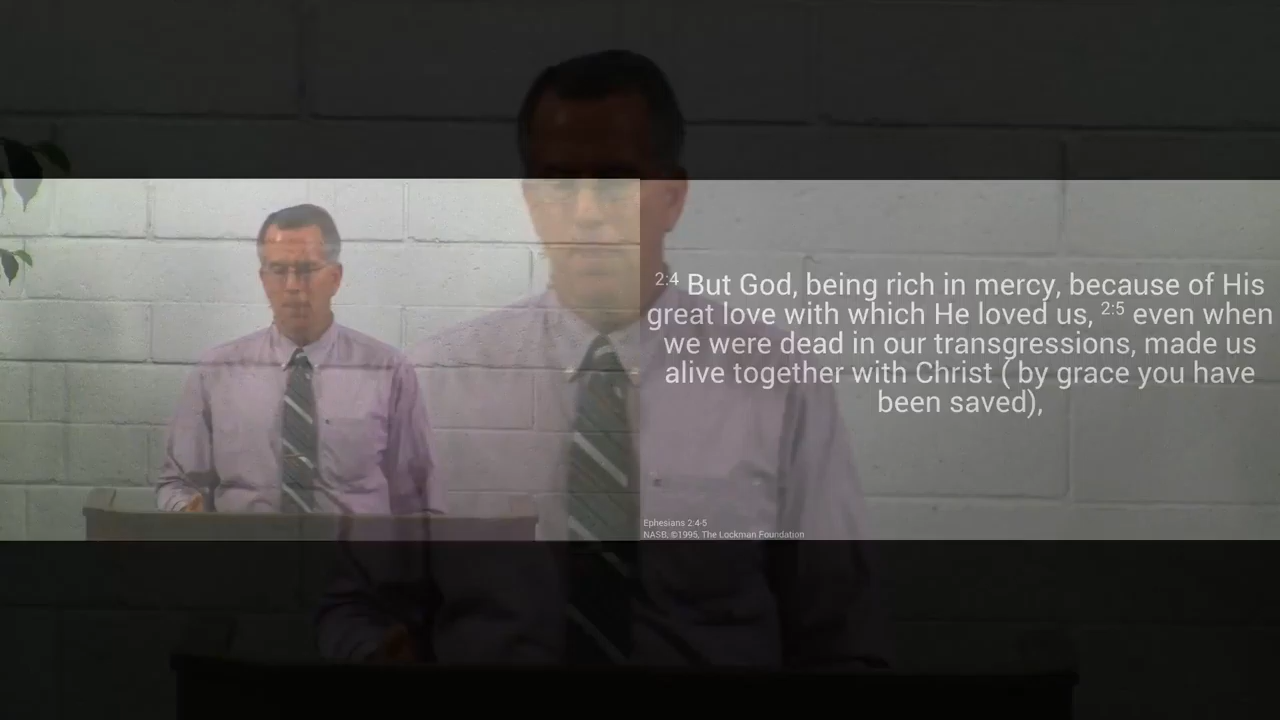 2:4 But God, being rich in mercy, because of His
great love with which He loved us, 2:5 even when
we were dead in our transgressions, made us
alive together with Christ ( by grace you have
been saved),
Ephesians 2:4-5
NASB, ©1995, The Lockman Foundation